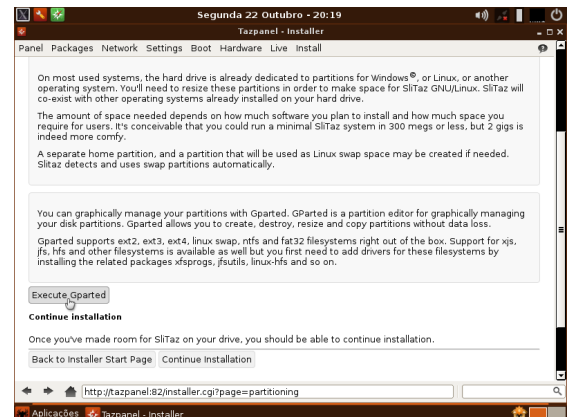 Segunda 22 Outubro - 20:19
Tazpanel - Installer
Panel Packages Network Settings Boot Hardware Live Install
On most used systems, the hard drive is already dedicated to partitions for Windows®, or Linux, or another
operating system. You'll need to resize these partitions in order to make space for SliTaz GNU/Linux. SliTaz will
co-exist with other operating systems already installed on your hard drive.
The amount of space needed depends on how much software you plan to install and how much space you
require for users. It's conceivable that you could run a minimal SliTaz system in 300 megs or less, but 2 gigs is
indeed more comfy.
A separate home partition, and a partition that will be used as Linux swap space may be created if needed.
Slitaz detects and uses swap partitions automatically.
You can graphically manage your partitions with Gparted. GParted is a partition editor for graphically managing
your disk partitions. Gparted allows you to create, destroy, resize and copy partitions without data loss.
Gparted supports ext2, ext3, ext4, linux swap, ntfs and fat32 filesystems right out of the box. Support for xjs,
jfs, hfs and other filesystems is available as well but you first need to add drivers for these filesystems by
installing the related packages xfsprogs, jfsutils, linux-hfs and so on.
Execute Gparted
Continue installation
Once you've made room for SliTaz on your drive, you should be able to continue installation.
Back to Installer Start Page Continue Installation
http://tazpanel:82/installer.cgi?page=partitioning
Aplicações Tazpanel - Installer